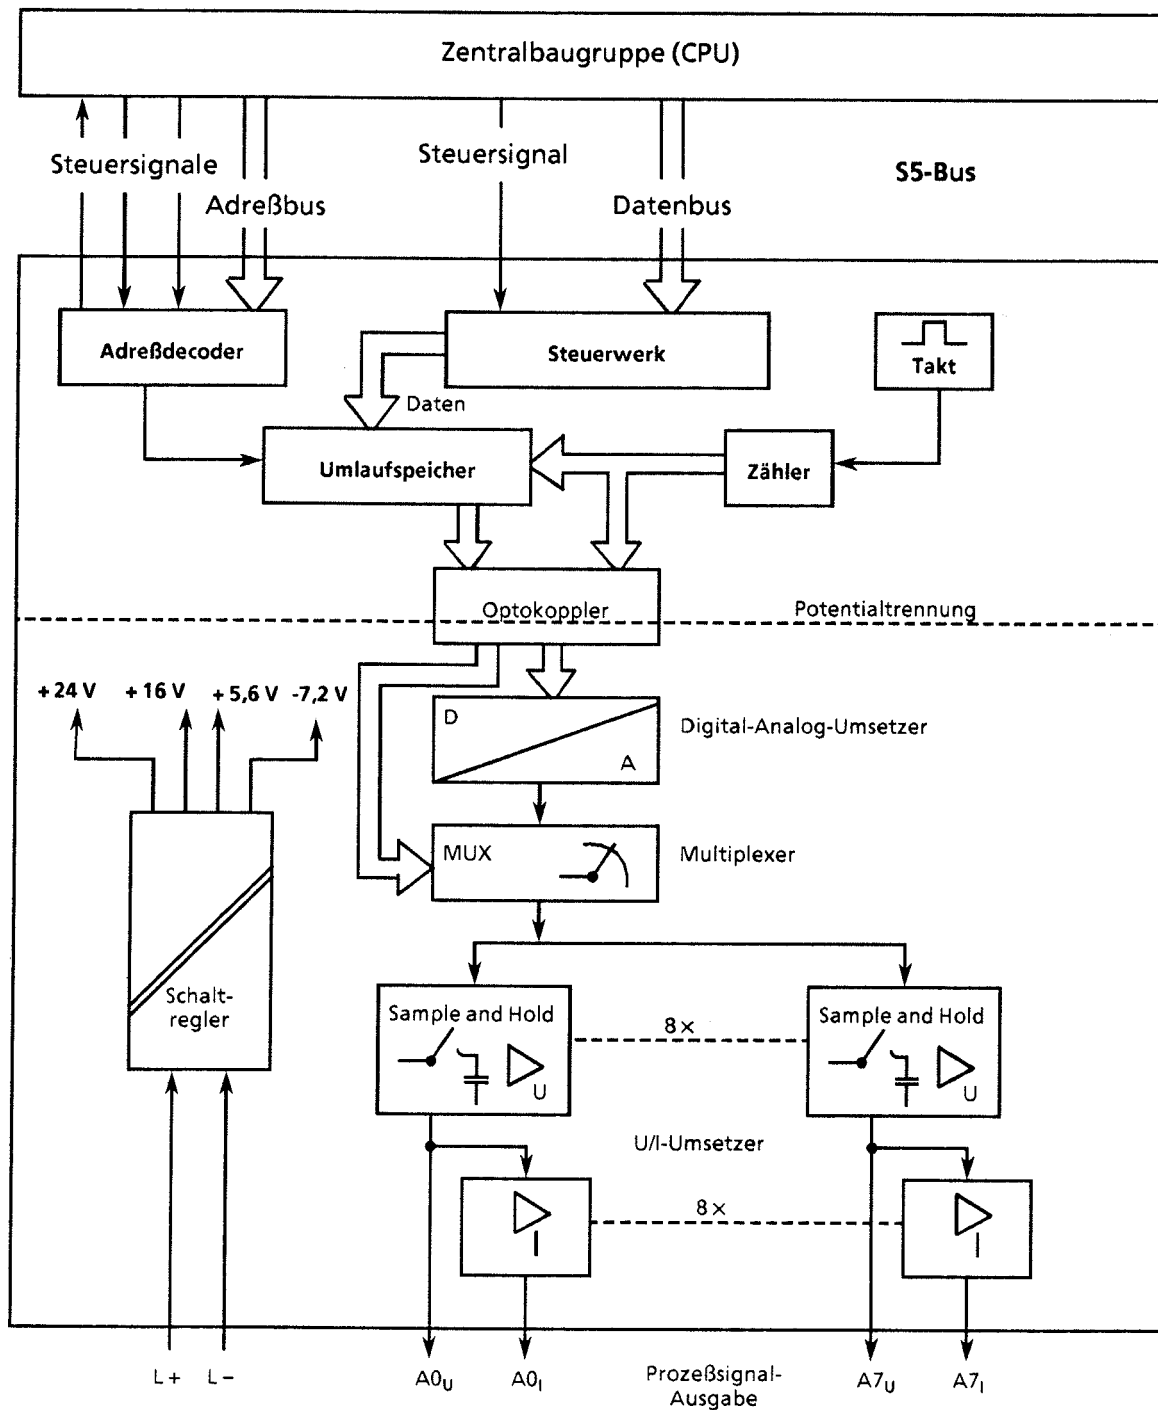 Zentralbaugruppe (CPU)
Steuersignale
Steuersignal
S5-Bus
Adreßbus
Datenbus
Adreßdecoder
Steuerwerk
Takt
Daten
Umlaufspeicher
Zähler
Optokoppler
Potentialtrennung
+24 V
+16 V
+5,6 V
-7,2 V
D
A
Digital-Analog-Umsetzer
MUX
Multiplexer
Schalt-
regler
Sample and Hold
U
8×
Sample and Hold
U
U/I-Umsetzer
I
8×
I
L+
L−
A0U
A0I
Prozeßsignal-
Ausgabe
A7U
A7I